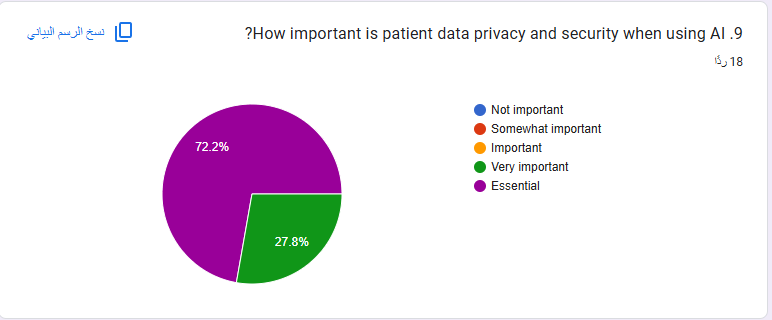 9. How important is patient data privacy and security when using AI?
نسخ الرسم البياني
18 ردًا
72.2%
27.8%
Not important
Somewhat important
Important
Very important
Essential